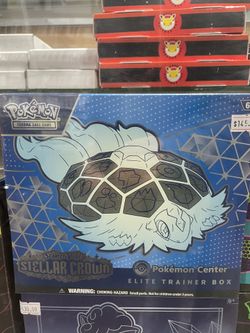 Pokémon
TRADING CARD GAME
6
STELLAR CROWN
Pokémon Center
ELITE TRAINER BOX
WARNING: CHOKING HAZARD-Small parts. Not for children under 3 years.